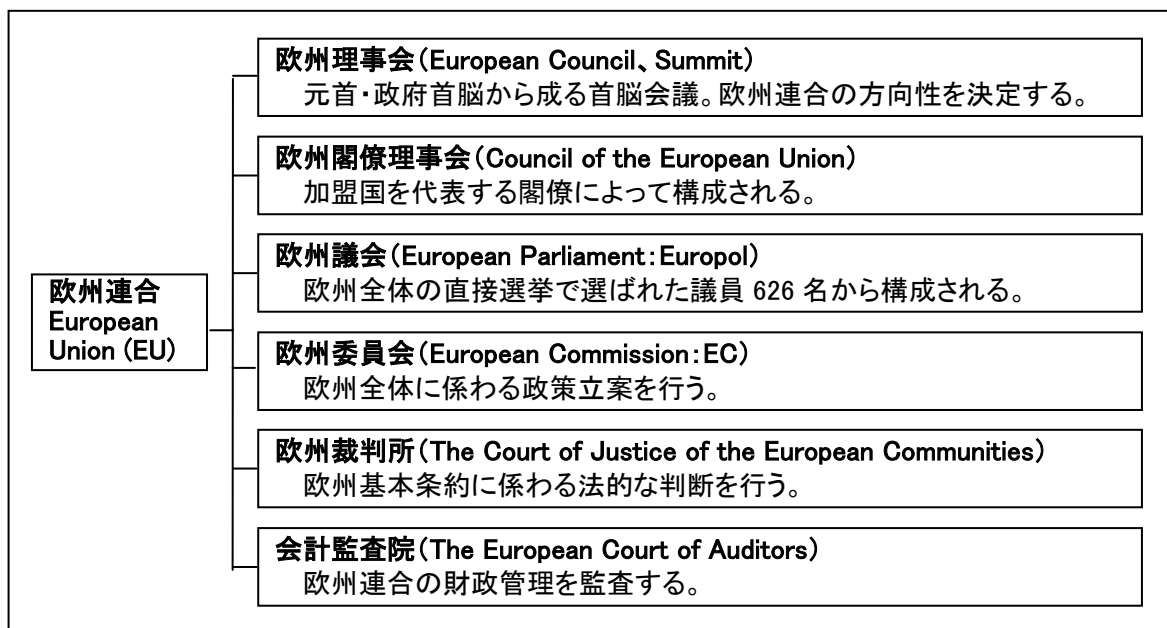 欧州理事会(European Council、Summit)
元首・政府首脳から成る首脳会議。欧州連合の方向性を決定する。
欧州閣僚理事会(Council of the European Union)
加盟国を代表する閣僚によって構成される。
欧州議会(European Parliament:Europol)
欧州全体の直接選挙で選ばれた議員 626 名から構成される。
欧州連合
European
Union (EU)
欧州委員会(European Commission:EC)
欧州全体に係わる政策立案を行う。
欧州裁判所(The Court of Justice of the European Communities)
欧州基本条約に係わる法的な判断を行う。
会計監査院(The European Court of Auditors)
欧州連合の財政管理を監査する。